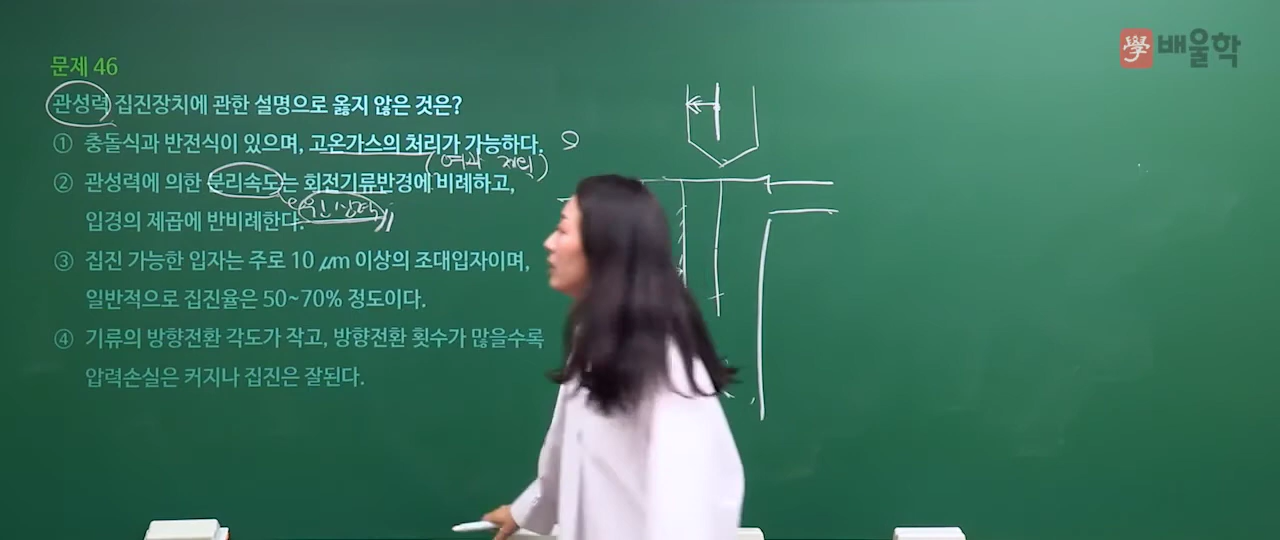 學 배울학
문제 46
관성력 집진장치에 관한 설명으로 옳지 않은 것은?
① 충돌식과 반전식이 있으며, 고온가스의 처리가 가능하다.
(여과 제외)
② 관성력에 의한 분리속도는 회전기류반경에 비례하고,
입경의 제곱에 반비례한다.
③ 집진 가능한 입자는 주로 10 ㎛ 이상의 조대입자이며,
일반적으로 집진율은 50~70% 정도이다.
④ 기류의 방향전환 각도가 작고, 방향전환 횟수가 많을수록
압력손실은 커지나 집진은 잘된다.